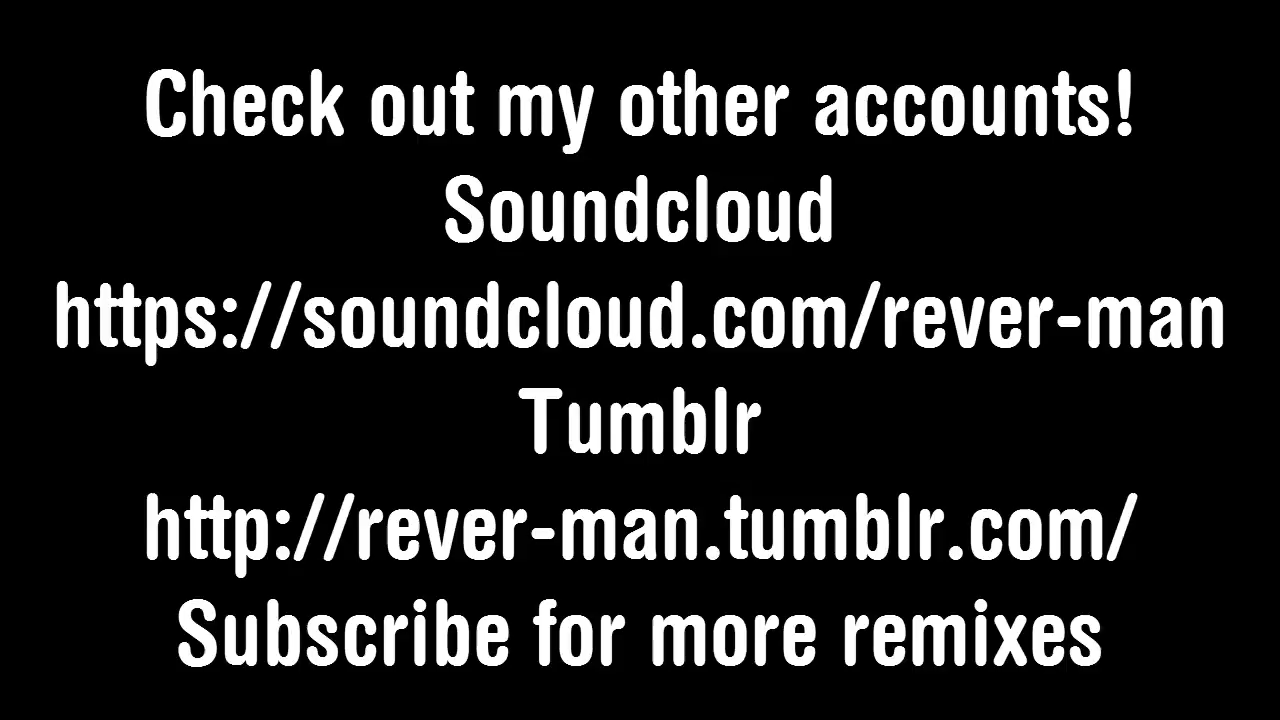 Check out my other accounts!
Soundcloud
https://soundcloud.com/rever-man
Tumblr
http://rever-man.tumblr.com/
Subscribe for more remixes